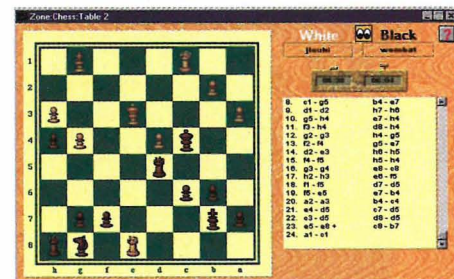 Zone: Chess: Table 2
White Black
jloubi wombat
8. c1 - g5 b4 - e7
9. d1 - d2 h7 - h6
10. g5 - h4 e7 - h4
11. f3 - h4 d8 - h4
12. g2 - g3 h4 - g5
13. f2 - f4 g5 - e7
14. d2 - e3 h6 - h5
15. f4 - f5 h5 - h4
16. g3 - g4 e8 - c8
17. h2 - h3 e6 - f5
18. f1 - f5 d7 - d5
19. f5 - e5 e7 - b4
20. a2 - a3 b4 - c4
21. e4 - d5 c7 - d5
22. e3 - d5 d8 - d5
23. e5 - e8 + c8 - b7
24. a1 - c1
1
2
3
4
5
6
7
8
h g f e d c b a